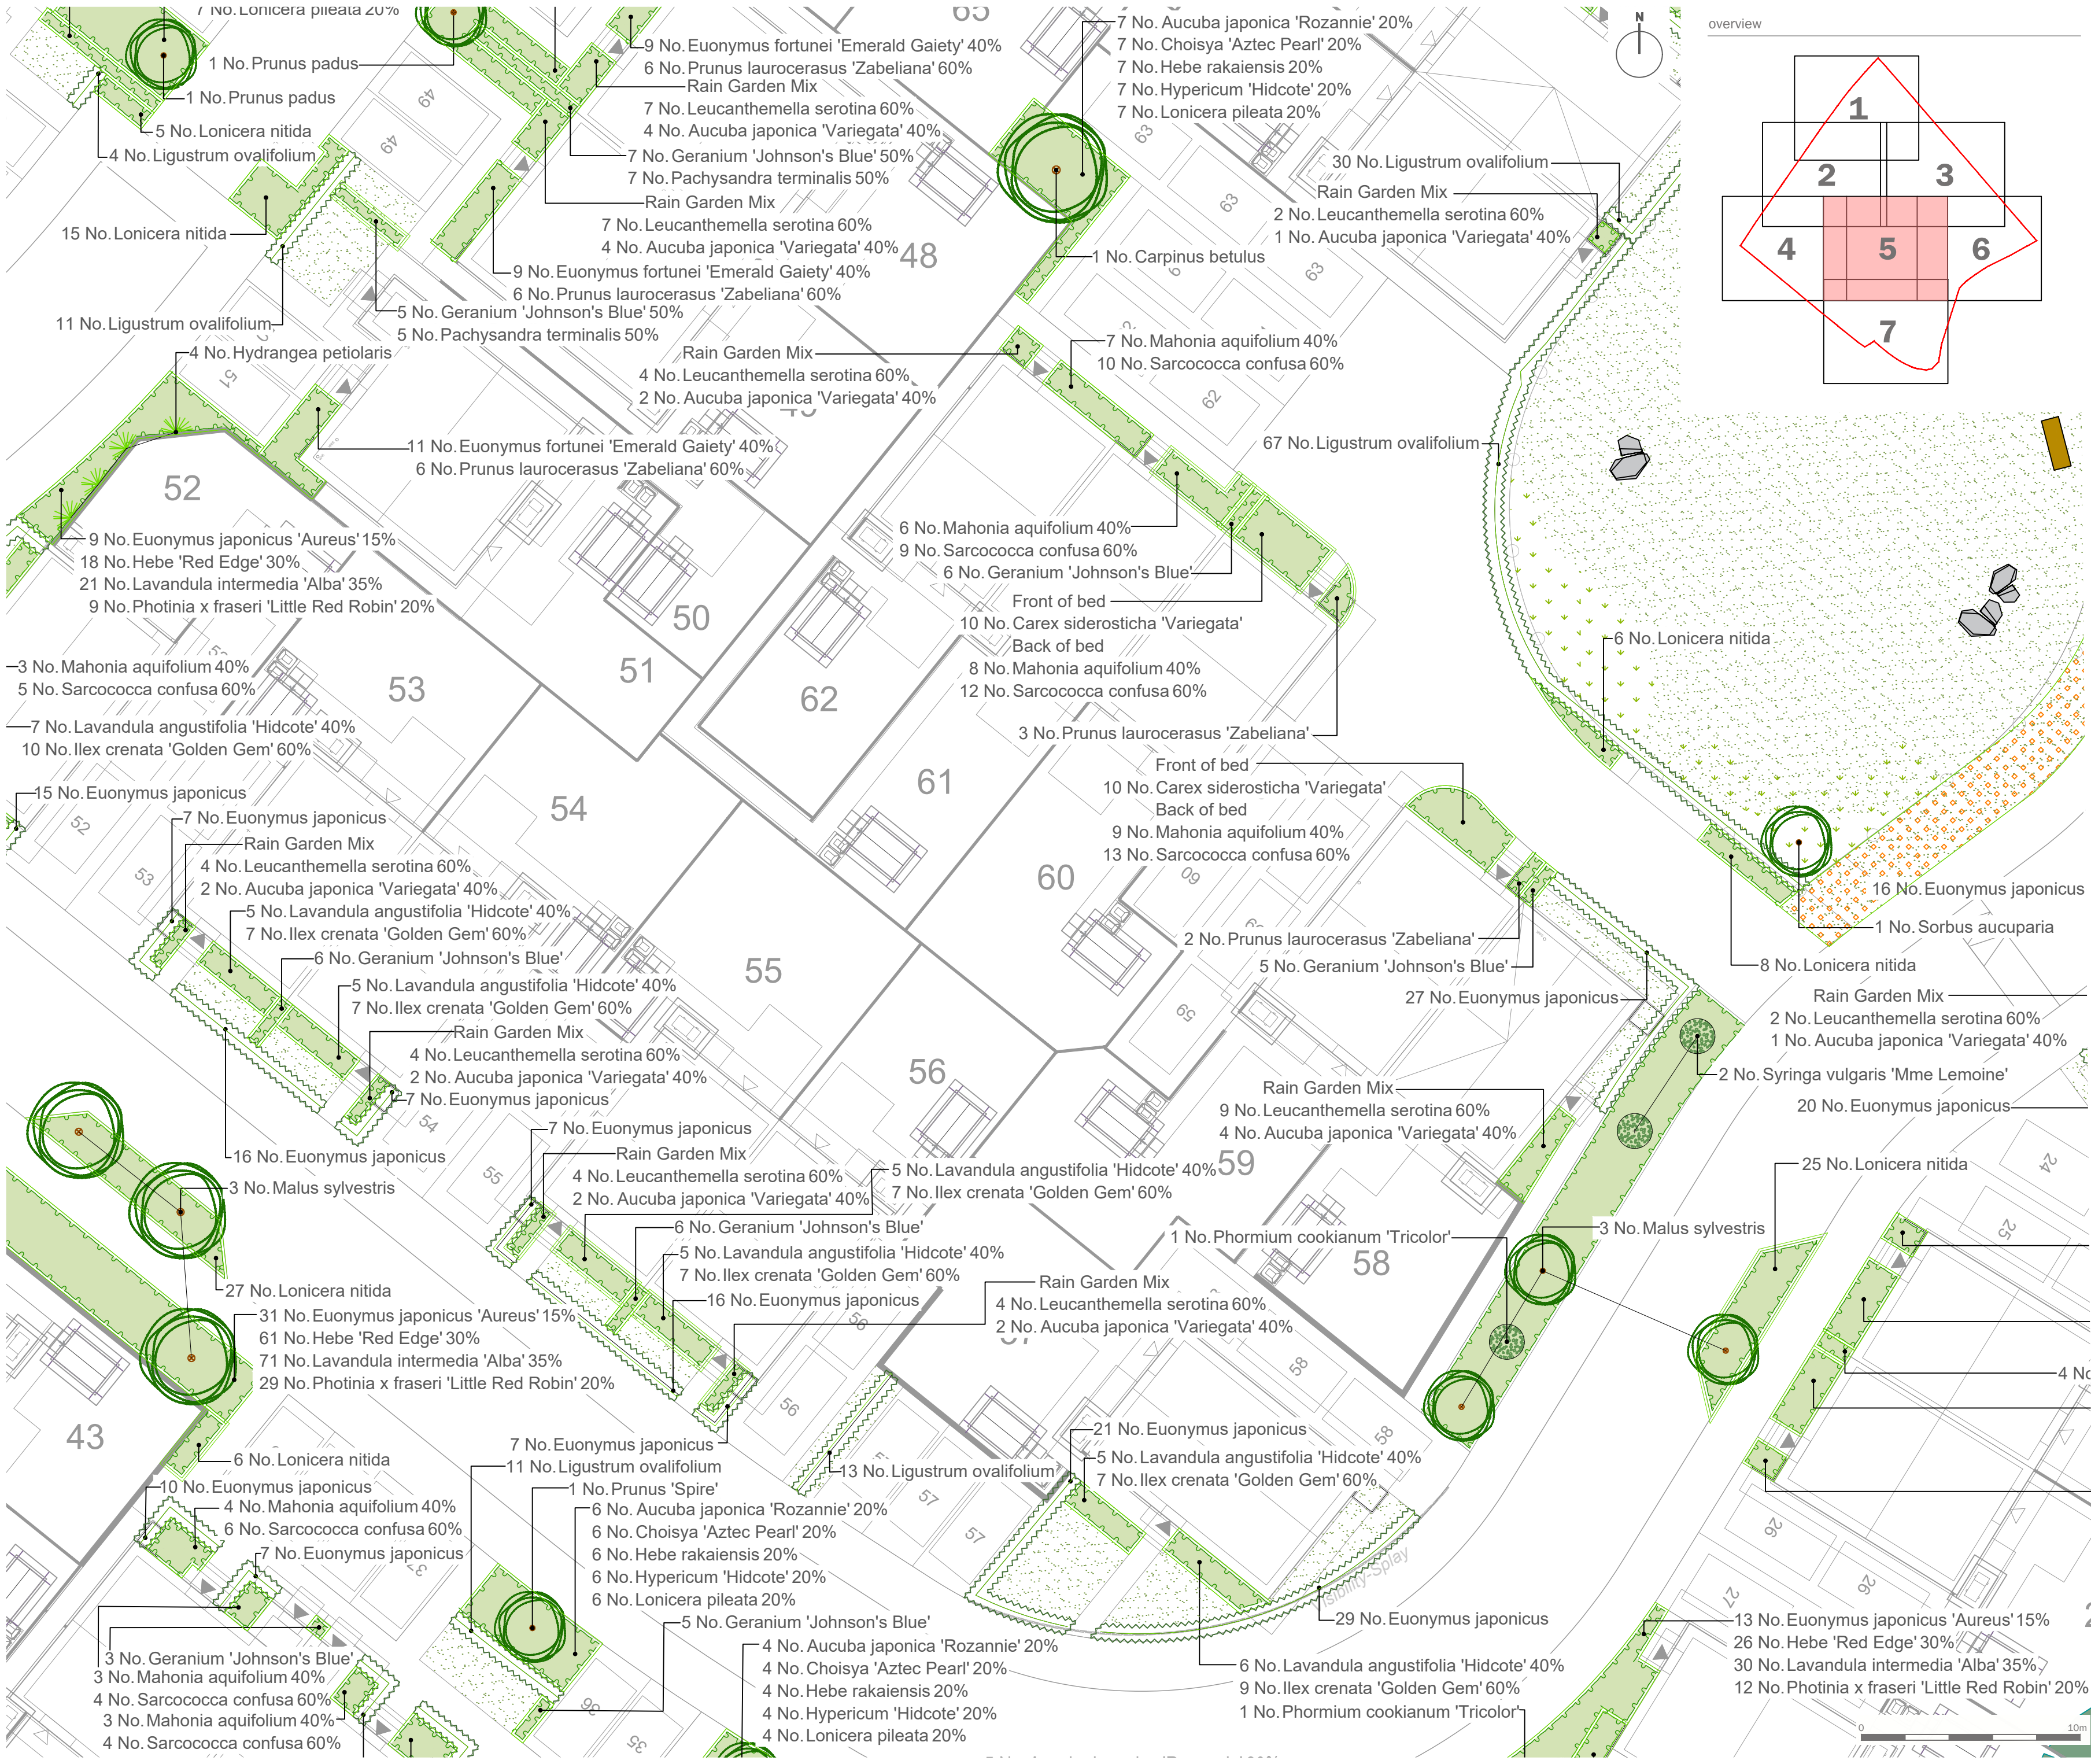 7 No. Lonicera pileata 20%
1 No. Prunus padus
1 No. Prunus padus
5 No. Lonicera nitida
4 No. Ligustrum ovalifolium
15 No. Lonicera nitida
11 No. Ligustrum ovalifolium
4 No. Hydrangea petiolaris
49
49
51
9 No. Euonymus fortunei 'Emerald Gaiety' 40%
6 No. Prunus laurocerasus 'Zabeliana' 60%
Rain Garden Mix
7 No. Leucanthemella serotina 60%
4 No. Aucuba japonica 'Variegata' 40%
7 No. Geranium 'Johnson's Blue' 50%
7 No. Pachysandra terminalis 50%
Rain Garden Mix
7 No. Leucanthemella serotina 60%
4 No. Aucuba japonica 'Variegata' 40%
9 No. Euonymus fortunei 'Emerald Gaiety' 40%
6 No. Prunus laurocerasus 'Zabeliana' 60%
5 No. Geranium 'Johnson's Blue' 50%
5 No. Pachysandra terminalis 50%
Rain Garden Mix
4 No. Leucanthemella serotina 60%
2 No. Aucuba japonica 'Variegata' 40%
11 No. Euonymus fortunei 'Emerald Gaiety' 40%
6 No. Prunus laurocerasus 'Zabeliana' 60%
65
48
7 No. Aucuba japonica 'Rozannie' 20%
7 No. Choisya 'Aztec Pearl' 20%
7 No. Hebe rakaiensis 20%
7 No. Hypericum 'Hidcote' 20%
7 No. Lonicera pileata 20%
63
63
63
1 No. Carpinus betulus
30 No. Ligustrum ovalifolium
Rain Garden Mix
2 No. Leucanthemella serotina 60%
1 No. Aucuba japonica 'Variegata' 40%
7 No. Mahonia aquifolium 40%
10 No. Sarcococca confusa 60%
62
67 No. Ligustrum ovalifolium
N
overview
1
2
3
4
5
6
7
52
9 No. Euonymus japonicus 'Aureus' 15%
18 No. Hebe 'Red Edge' 30%
21 No. Lavandula intermedia 'Alba' 35%
9 No. Photinia x fraseri 'Little Red Robin' 20%
3 No. Mahonia aquifolium 40%
5 No. Sarcococca confusa 60%
7 No. Lavandula angustifolia 'Hidcote' 40%
10 No. Ilex crenata 'Golden Gem' 60%
53
50
51
62
54
61
6 No. Mahonia aquifolium 40%
9 No. Sarcococca confusa 60%
6 No. Geranium 'Johnson's Blue'
Front of bed
10 No. Carex siderosticha 'Variegata'
Back of bed
8 No. Mahonia aquifolium 40%
12 No. Sarcococca confusa 60%
3 No. Prunus laurocerasus 'Zabeliana'
Front of bed
10 No. Carex siderosticha 'Variegata'
Back of bed
9 No. Mahonia aquifolium 40%
13 No. Sarcococca confusa 60%
6 No. Lonicera nitida
15 No. Euonymus japonicus
52
53
7 No. Euonymus japonicus
Rain Garden Mix
4 No. Leucanthemella serotina 60%
2 No. Aucuba japonica 'Variegata' 40%
5 No. Lavandula angustifolia 'Hidcote' 40%
7 No. Ilex crenata 'Golden Gem' 60%
6 No. Geranium 'Johnson's Blue'
5 No. Lavandula angustifolia 'Hidcote' 40%
7 No. Ilex crenata 'Golden Gem' 60%
Rain Garden Mix
4 No. Leucanthemella serotina 60%
2 No. Aucuba japonica 'Variegata' 40%
7 No. Euonymus japonicus
54
16 No. Euonymus japonicus
3 No. Malus sylvestris
55
60
60
59
56
2 No. Prunus laurocerasus 'Zabeliana'
5 No. Geranium 'Johnson's Blue'
27 No. Euonymus japonicus
16 No. Euonymus japonicus
1 No. Sorbus aucuparia
8 No. Lonicera nitida
Rain Garden Mix
2 No. Leucanthemella serotina 60%
1 No. Aucuba japonica 'Variegata' 40%
2 No. Syringa vulgaris 'Mme Lemoine'
20 No. Euonymus japonicus
24
25
25 No. Lonicera nitida
Rain Garden Mix
9 No. Leucanthemella serotina 60%
4 No. Aucuba japonica 'Variegata' 40%
59
1 No. Phormium cookianum 'Tricolor'
3 No. Malus sylvestris
58
7 No. Euonymus japonicus
Rain Garden Mix
4 No. Leucanthemella serotina 60%
2 No. Aucuba japonica 'Variegata' 40%
55
5 No. Lavandula angustifolia 'Hidcote' 40%
7 No. Ilex crenata 'Golden Gem' 60%
6 No. Geranium 'Johnson's Blue'
5 No. Lavandula angustifolia 'Hidcote' 40%
7 No. Ilex crenata 'Golden Gem' 60%
16 No. Euonymus japonicus
Rain Garden Mix
4 No. Leucanthemella serotina 60%
2 No. Aucuba japonica 'Variegata' 40%
56
56
58
58
27 No. Lonicera nitida
31 No. Euonymus japonicus 'Aureus' 15%
61 No. Hebe 'Red Edge' 30%
71 No. Lavandula intermedia 'Alba' 35%
29 No. Photinia x fraseri 'Little Red Robin' 20%
43
6 No. Lonicera nitida
10 No. Euonymus japonicus
4 No. Mahonia aquifolium 40%
6 No. Sarcococca confusa 60%
7 No. Euonymus japonicus
37
3 No. Geranium 'Johnson's Blue'
3 No. Mahonia aquifolium 40%
4 No. Sarcococca confusa 60%
3 No. Mahonia aquifolium 40%
4 No. Sarcococca confusa 60%
7 No. Euonymus japonicus
11 No. Ligustrum ovalifolium
1 No. Prunus 'Spire'
6 No. Aucuba japonica 'Rozannie' 20%
6 No. Choisya 'Aztec Pearl' 20%
6 No. Hebe rakaiensis 20%
6 No. Hypericum 'Hidcote' 20%
6 No. Lonicera pileata 20%
5 No. Geranium 'Johnson's Blue'
36
35
4 No. Aucuba japonica 'Rozannie' 20%
4 No. Choisya 'Aztec Pearl' 20%
4 No. Hebe rakaiensis 20%
4 No. Hypericum 'Hidcote' 20%
4 No. Lonicera pileata 20%
13 No. Ligustrum ovalifolium
57
57
21 No. Euonymus japonicus
5 No. Lavandula angustifolia 'Hidcote' 40%
7 No. Ilex crenata 'Golden Gem' 60%
29 No. Euonymus japonicus
6 No. Lavandula angustifolia 'Hidcote' 40%
9 No. Ilex crenata 'Golden Gem' 60%
1 No. Phormium cookianum 'Tricolor'
4 No
26
26
27
13 No. Euonymus japonicus 'Aureus' 15%
26 No. Hebe 'Red Edge' 30%
30 No. Lavandula intermedia 'Alba' 35%
12 No. Photinia x fraseri 'Little Red Robin' 20%
0 10m